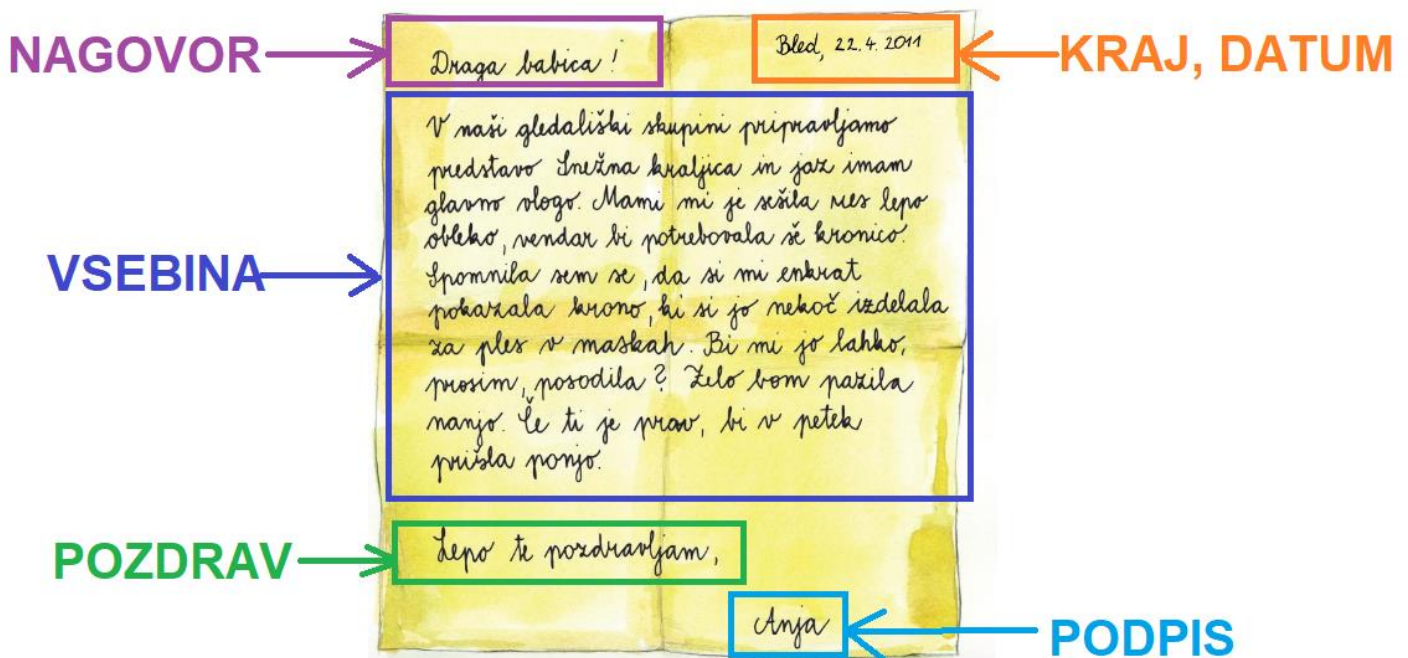 NAGOVOR
Draga babica!
Bled, 22. 4. 2011
KRAJ, DATUM
V naši gledališki skupini pripravljamo
predstavo Snežna kraljica in jaz imam
glavno vlogo. Mami mi je sešila res lepo
obleko, vendar bi potrebovala še kronico.
Spomnila sem se, da si mi enkrat
pokazala krono, ki si jo nekoč izdelala
za ples v maskah. Bi mi jo lahko,
prosim, posodila? Zelo bom pazila
nanjo. Če ti je prav, bi v petek
prišla ponjo.
VSEBINA
POZDRAV
Lepo te pozdravljam,
Anja
PODPIS